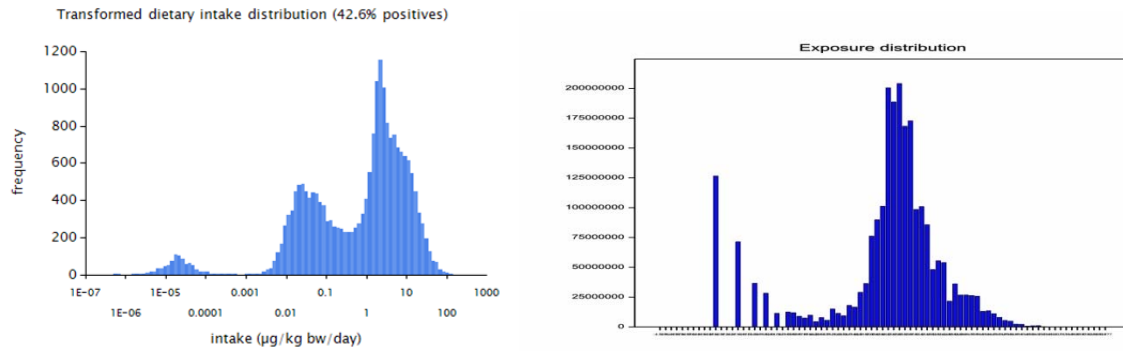 Transformed dietary intake distribution (42.6% positives)
1200
1000
800
600
400
200
0
frequency
1E-07 1E-05 0.001 0.1 10 1000
1E-06 0.0001 0.01 1 100
intake (µg/kg bw/day)
Exposure distribution
200000000
175000000
150000000
125000000
100000000
75000000
50000000
25000000
0